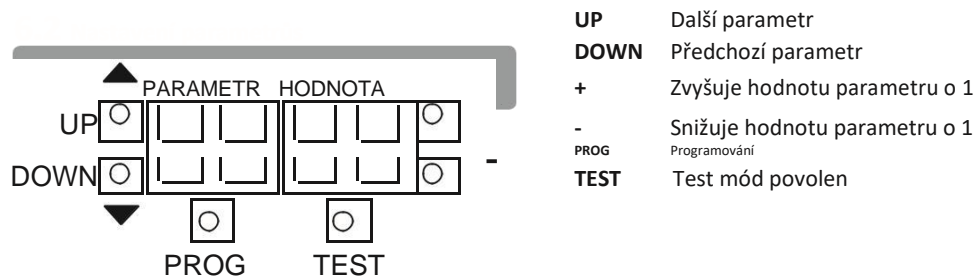 PARAMETR HODNOTA
UP
DOWN
-
PROG TEST
UP Další parametr
DOWN Předchozí parametr
+ Zvyšuje hodnotu parametru o 1
- Snižuje hodnotu parametru o 1
PROG Programování
TEST Test mód povolen